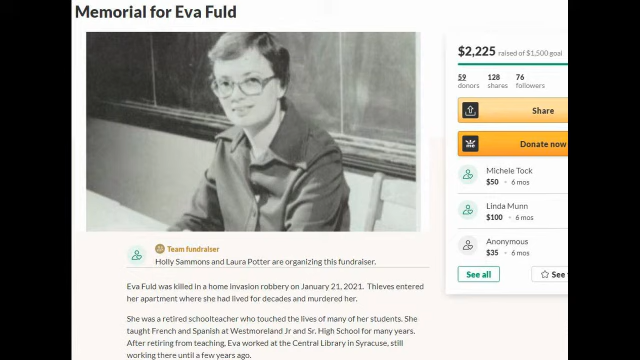 Memorial for Eva Fuld
$2,225 raised of $1,500 goal
59 128 76
donors shares followers
Share
Donate now
Michele Tock
$50 • 6 mos
Linda Munn
$100 • 6 mos
Anonymous
$35 • 6 mos
See all
Team fundraiser
Holly Sammons and Laura Potter are organizing this fundraiser.
Eva Fuld was killed in a home invasion robbery on January 21, 2021. Thieves entered
her apartment where she had lived for decades and murdered her.
She was a retired schoolteacher who touched the lives of many of her students. She
taught French and Spanish at Westmoreland Jr and Sr. High School for many years.
After retiring from teaching, Eva worked at the Central Library in Syracuse, still
working there until a few years ago.